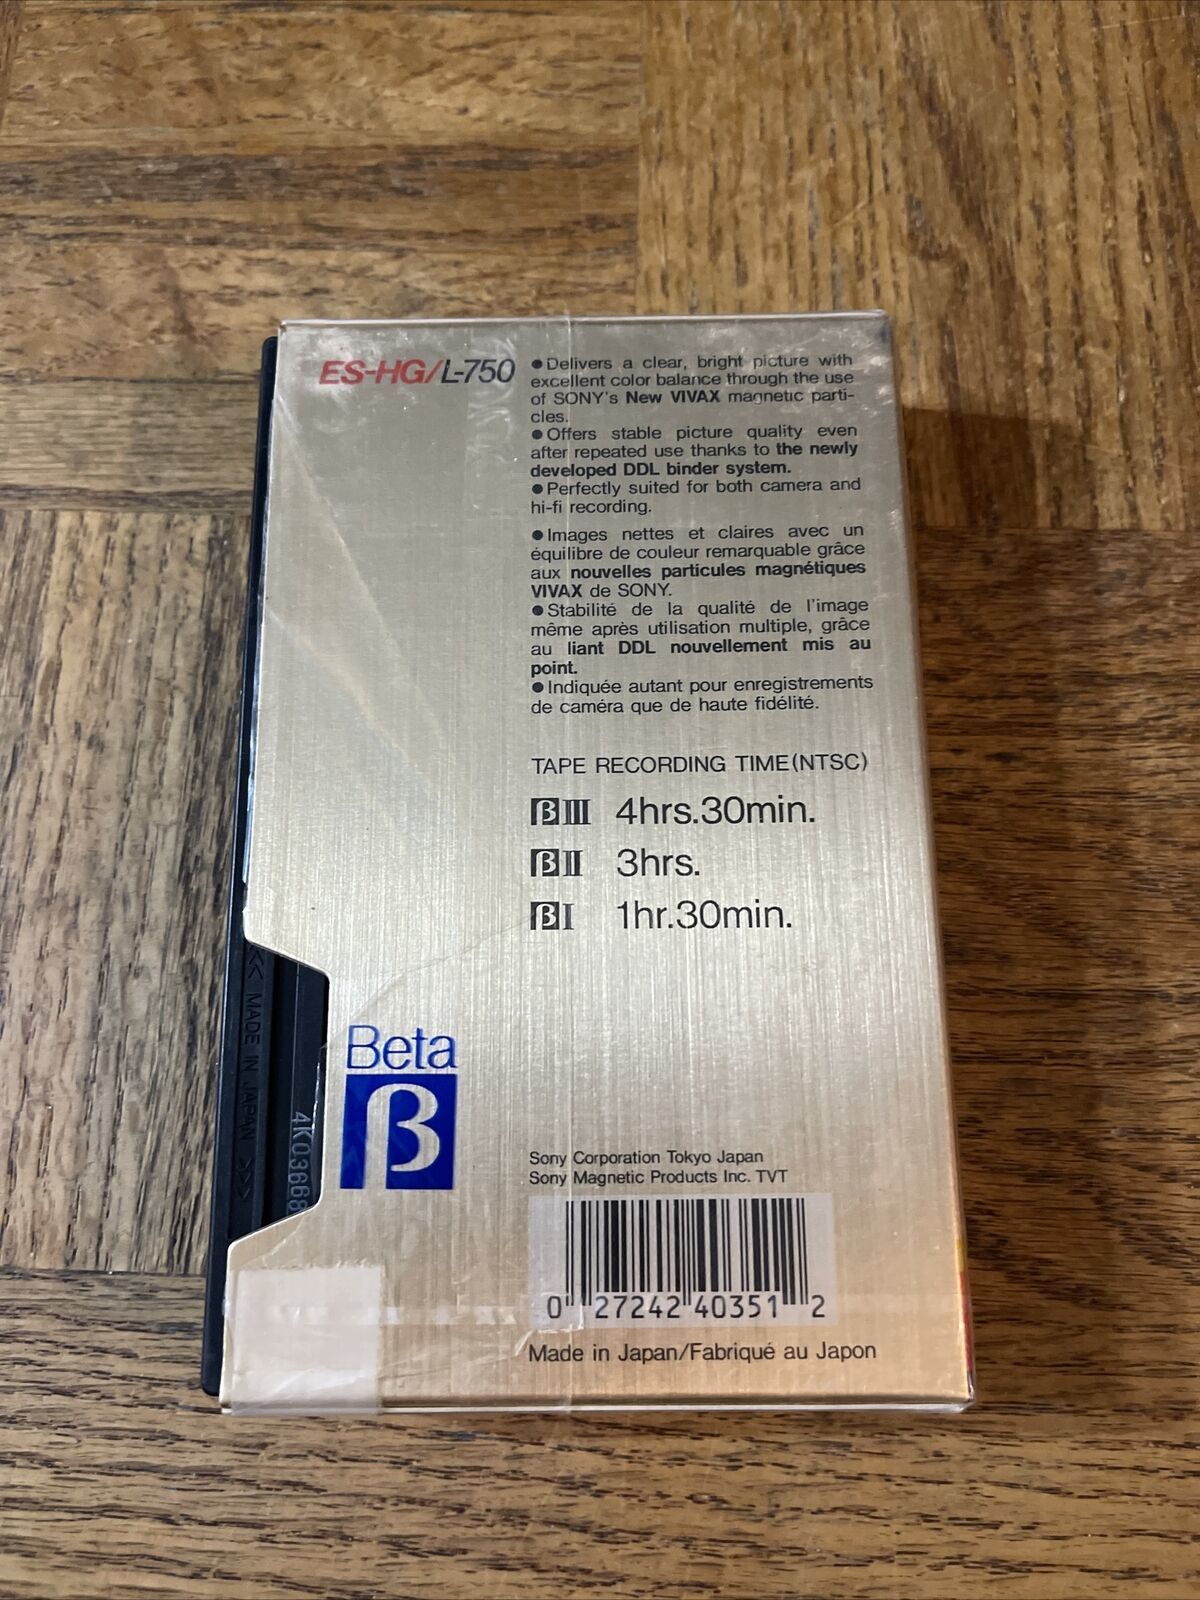 ES-HG/L-750
●Delivers a clear, bright picture with
excellent color balance through the use
of SONY's New VIVAX magnetic parti-
cles.
●Offers stable picture quality even
after repeated use thanks to the newly
developed DDL binder system.
●Perfectly suited for both camera and
hi-fi recording.
●Images nettes et claires avec un
équilibre de couleur remarquable grâce
aux nouvelles particules magnétiques
VIVAX de SONY.
●Stabilité de la qualité de l'image
même après utilisation multiple, grâce
au liant DDL nouvellement mis au
point.
●Indiquée autant pour enregistrements
de caméra que de haute fidélité.
TAPE RECORDING TIME(NTSC)
βIII 4hrs.30min.
βII 3hrs.
βI 1hr.30min.
<< MADE IN JAPAN >>>
4K03668
Beta
β
Sony Corporation Tokyo Japan
Sony Magnetic Products Inc. TVT
0 27242 40351 2
Made in Japan/Fabriqué au Japon